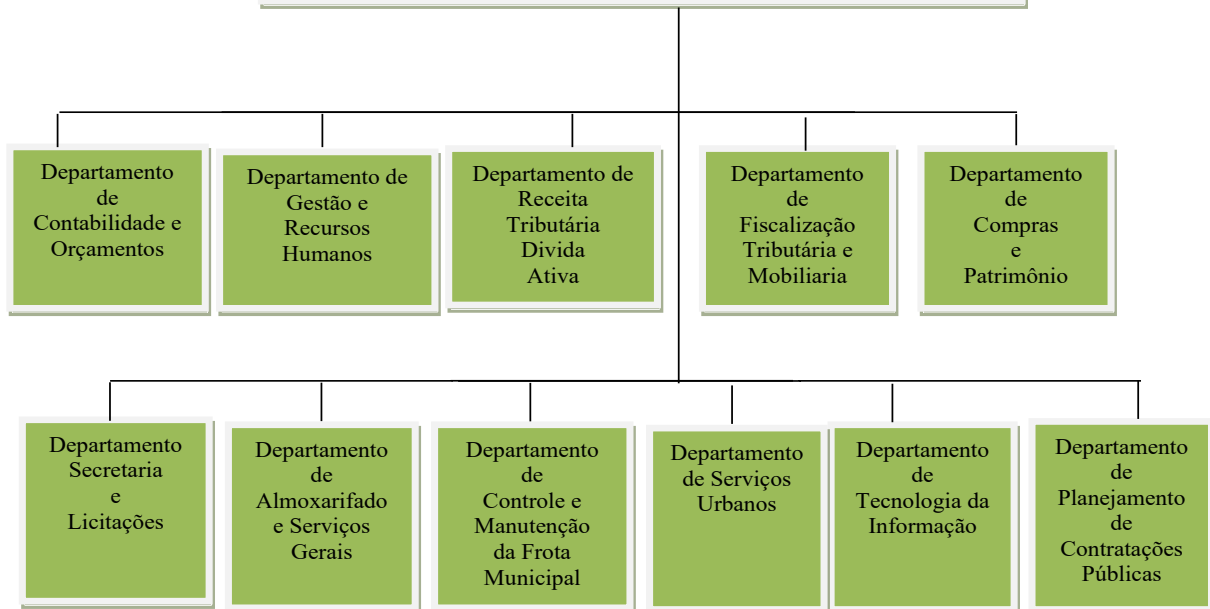 Departamento
de
Contabilidade e
Orçamentos
Departamento de
Gestão e
Recursos
Humanos
Departamento de
Receita
Tributária
Divida
Ativa
Departamento
de
Fiscalização
Tributária e
Mobiliaria
Departamento
de
Compras
e
Patrimônio
Departamento
Secretaria
e
Licitações
Departamento
de
Almoxarifado
e Serviços
Gerais
Departamento
de
Controle e
Manutenção
da Frota
Municipal
Departamento
de Serviços
Urbanos
Departamento
de
Tecnologia da
Informação
Departamento
de
Planejamento
de
Contratações
Públicas